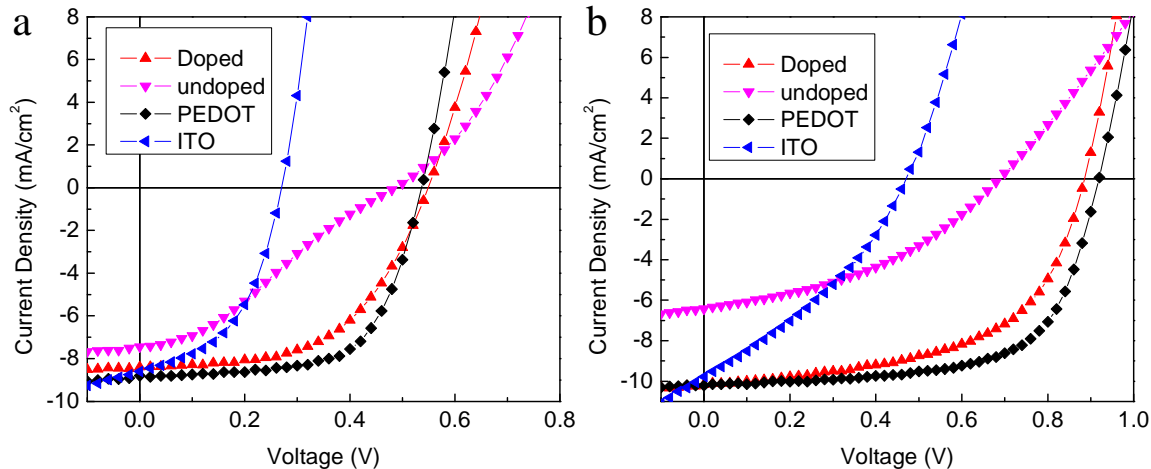 a
Doped
undoped
PEDOT
ITO
Current Density (mA/cm²)
8
6
4
2
0
-2
-4
-6
-8
-10
0.0 0.2 0.4 0.6 0.8
Voltage (V)
b
Doped
undoped
PEDOT
ITO
Current Density (mA/cm²)
8
6
4
2
0
-2
-4
-6
-8
-10
0.0 0.2 0.4 0.6 0.8 1.0
Voltage (V)